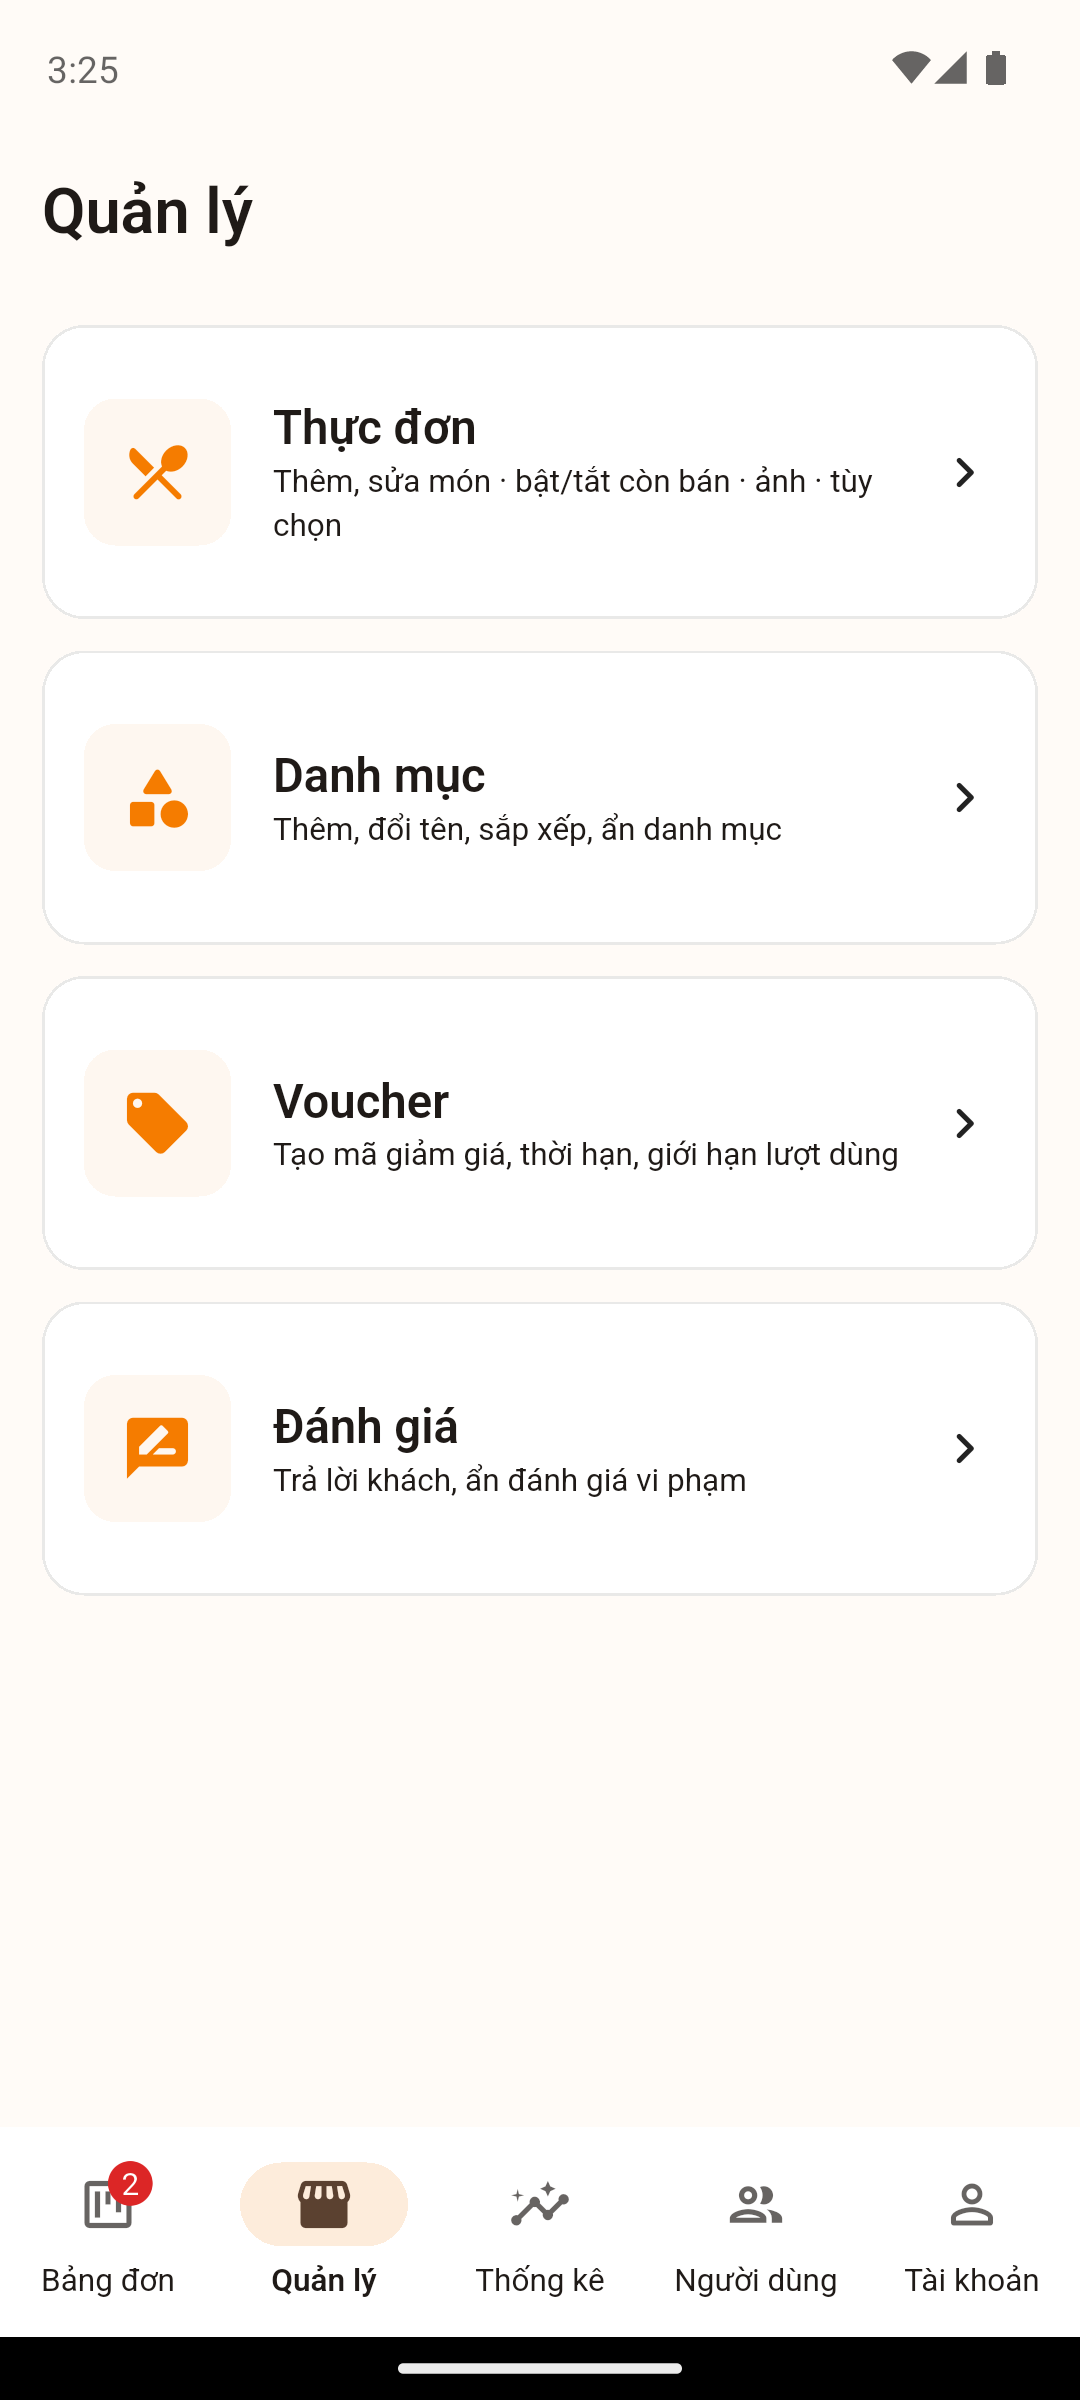 3:25
Quản lý
Thực đơn
Thêm, sửa món · bật/tắt còn bán · ảnh · tùy
chọn
Danh mục
Thêm, đổi tên, sắp xếp, ẩn danh mục
Voucher
Tạo mã giảm giá, thời hạn, giới hạn lượt dùng
Đánh giá
Trả lời khách, ẩn đánh giá vi phạm
2
Bảng đơn
Quản lý
Thống kê
Người dùng
Tài khoản